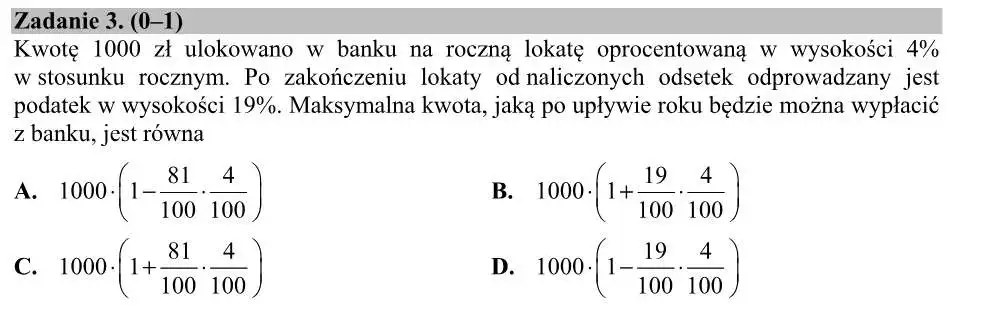 Zadanie 3. (0–1)
Kwotę 1000 zł ulokowano w banku na roczną lokatę oprocentowaną w wysokości 4%
w stosunku rocznym. Po zakończeniu lokaty od naliczonych odsetek odprowadzany jest
podatek w wysokości 19%. Maksymalna kwota, jaką po upływie roku będzie można wypłacić
z banku, jest równa
A. 1000·(1−81/100·4/100)
B. 1000·(1+19/100·4/100)
C. 1000·(1+81/100·4/100)
D. 1000·(1−19/100·4/100)